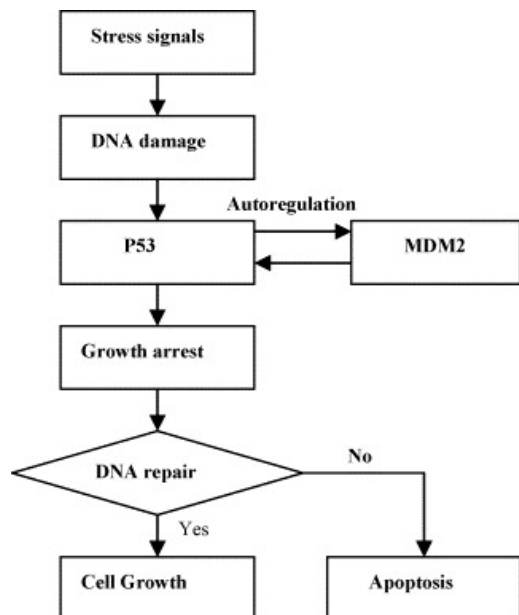 Stress signals
DNA damage
Autoregulation
P53
MDM2
Growth arrest
DNA repair
No
Yes
Cell Growth
Apoptosis